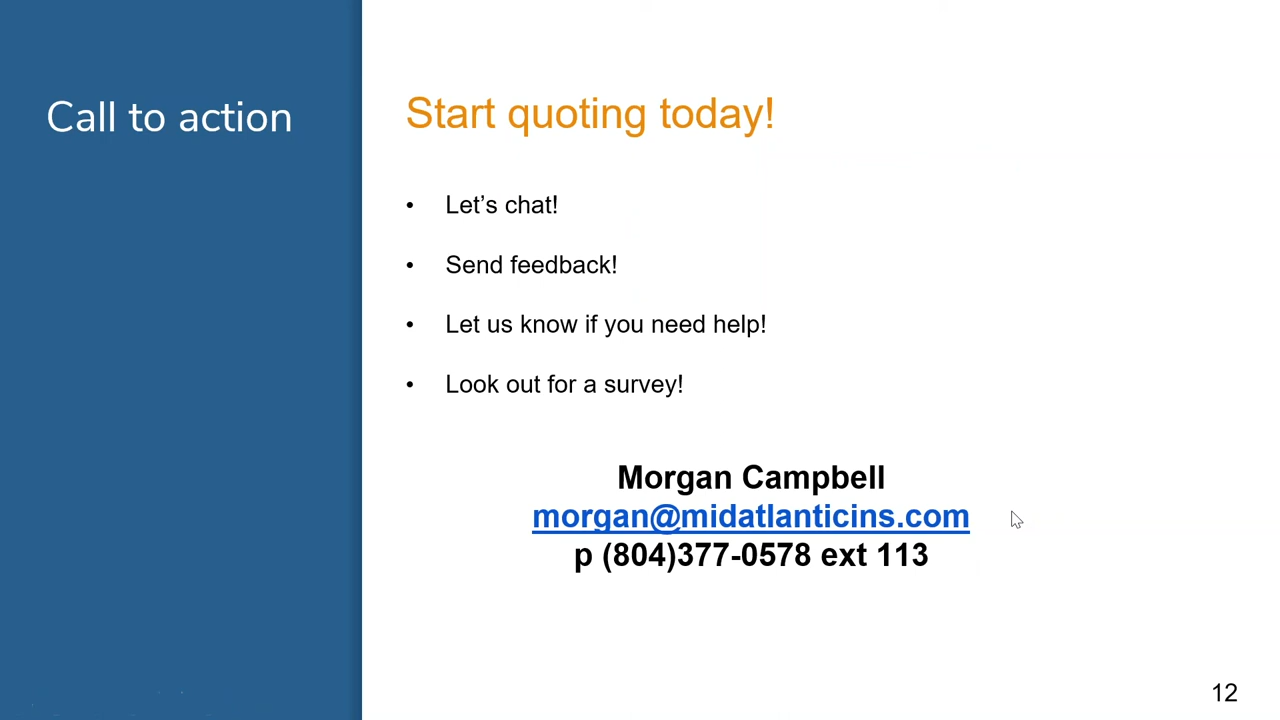 Call to action
Start quoting today!
• Let’s chat!
• Send feedback!
• Let us know if you need help!
• Look out for a survey!
Morgan Campbell
morgan@midatlanticins.com
p (804)377-0578 ext 113
12